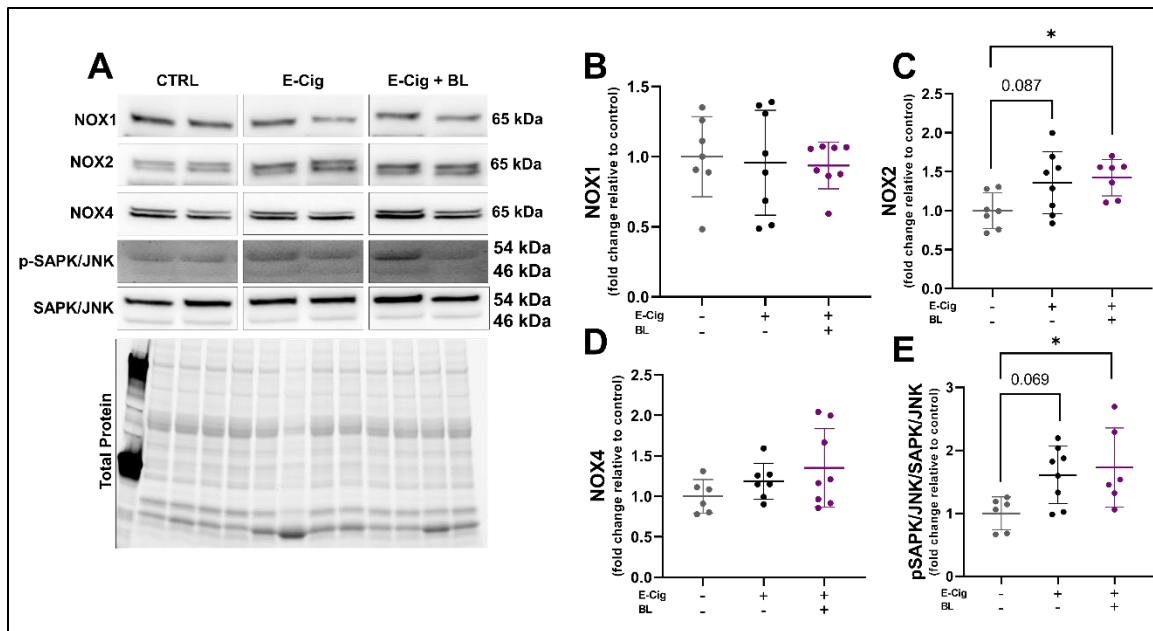 A
CTRL E-Cig E-Cig + BL
NOX1 65 kDa
NOX2 65 kDa
NOX4 65 kDa
p-SAPK/JNK 54 kDa
46 kDa
SAPK/JNK 54 kDa
46 kDa
Total Protein
B
NOX1
(fold change relative to control)
1.5
1.0
0.5
0.0
E-Cig - + +
BL - - +
C
NOX2
(fold change relative to control)
2.5
2.0
1.5
1.0
0.5
0.0
*
0.087
E-Cig - + +
BL - - +
D
NOX4
(fold change relative to control)
2.5
2.0
1.5
1.0
0.5
0.0
E-Cig - + +
BL - - +
E
pSAPK/JNK/SAPK/JNK
(fold change relative to control)
3
2
1
0
*
0.069
E-Cig - + +
BL - - +